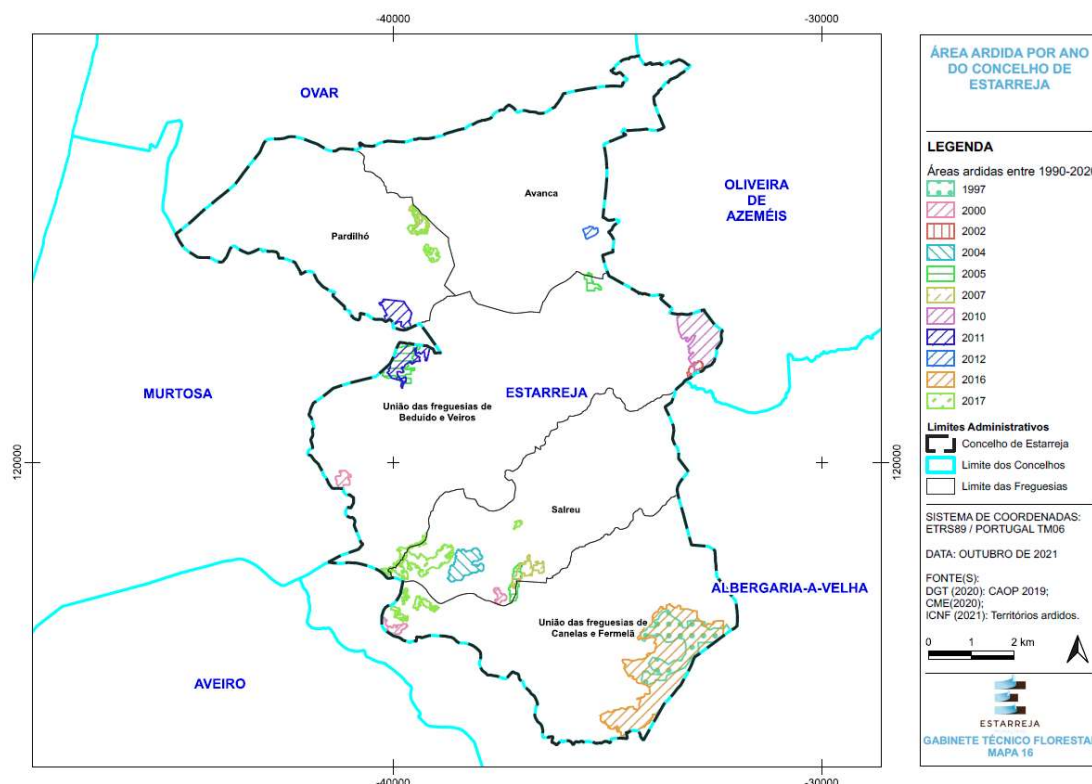 -40000
-30000
OVAR
Avanca
OLIVEIRA
DE
AZEMÉIS
Pardilhó
MURTOSA
ESTARREJA
União das freguesias de
Beduído e Veiros
120000
120000
Salreu
ALBERGARIA-A-VELHA
União das freguesias de
Canelas e Fermelã
AVEIRO
-40000
-30000
ÁREA ARDIDA POR ANO
DO CONCELHO DE
ESTARREJA
LEGENDA
Áreas ardidas entre 1990-2020
1997
2000
2002
2004
2005
2007
2010
2011
2012
2016
2017
Limites Administrativos
Concelho de Estarreja
Limite dos Concelhos
Limite das Freguesias
SISTEMA DE COORDENADAS:
ETRS89 / PORTUGAL TM06
DATA: OUTUBRO DE 2021
FONTE(S):
DGT (2020): CAOP 2019;
CME(2020);
ICNF (2021): Territórios ardidos.
0 1 2 km
ESTARREJA
GABINETE TÉCNICO FLORESTAL
MAPA 16